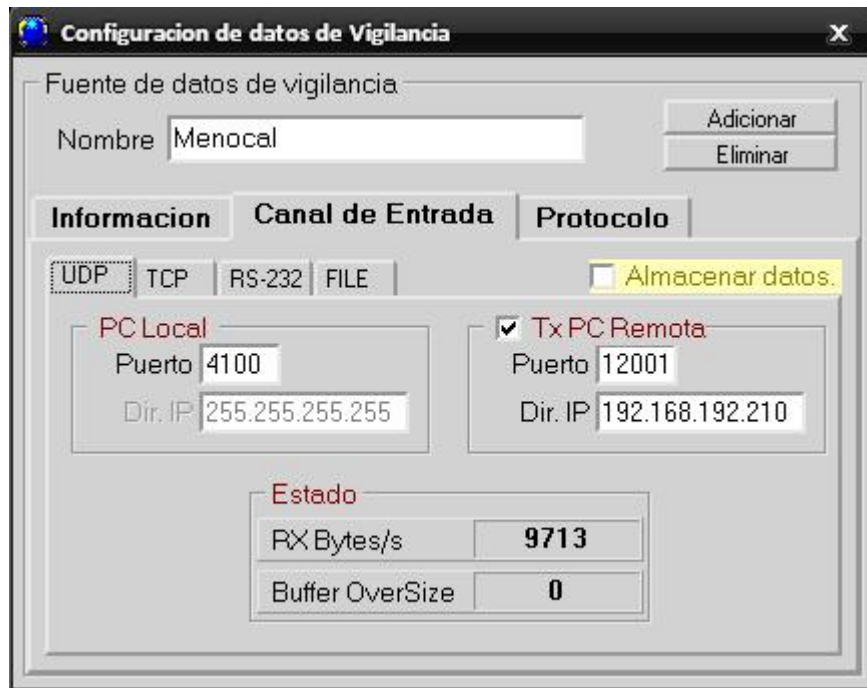 Configuracion de datos de Vigilancia X
Fuente de datos de vigilancia
Nombre Menocal
Adicionar
Eliminar
Informacion Canal de Entrada Protocolo
UDP TCP RS-232 FILE Almacenar datos.
PC Local
Puerto 4100
Dir. IP 255.255.255.255
Tx PC Remota
Puerto 12001
Dir. IP 192.168.192.210
Estado
RX Bytes/s 9713
Buffer OverSize 0